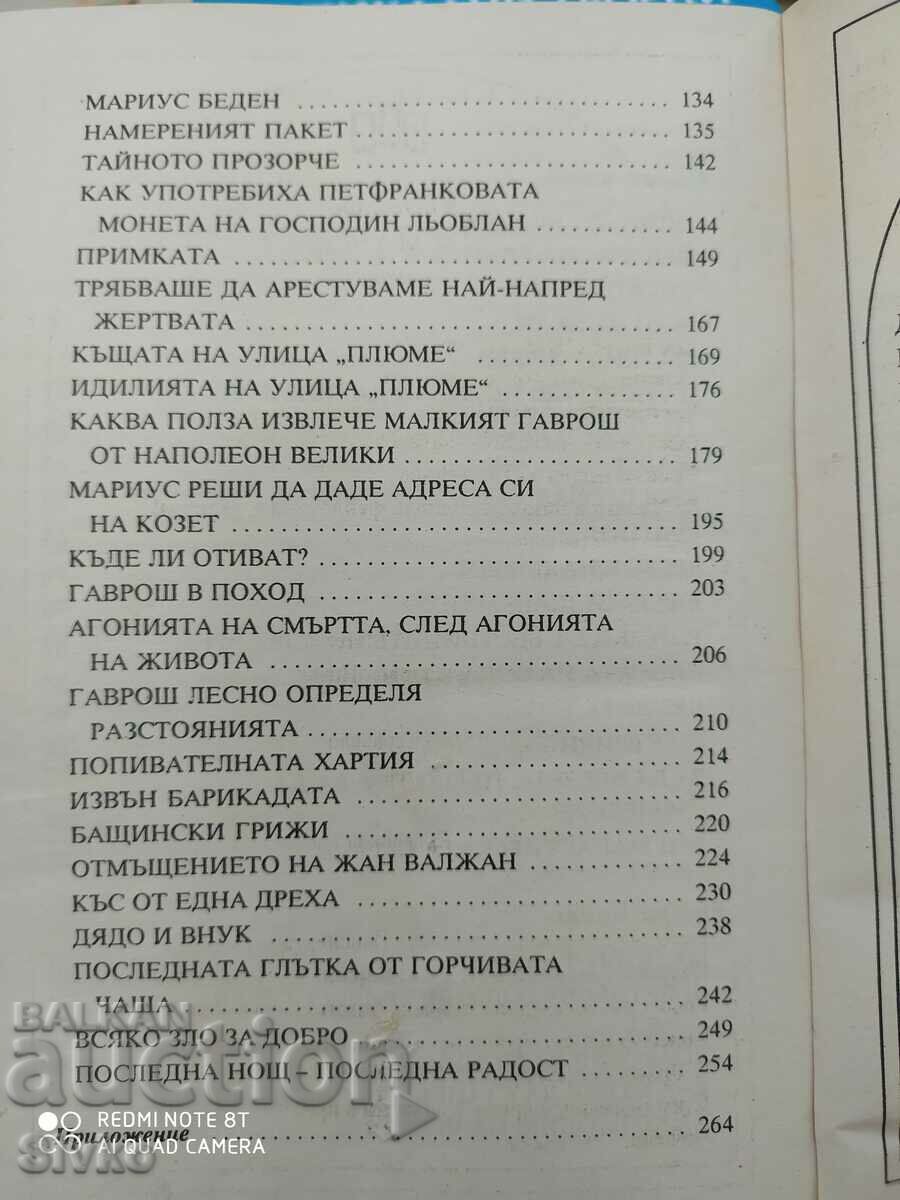 МАРИУС БЕДЕН ........................ 134
НАМЕРЕНИЯТ ПАКЕТ ........................ 135
ТАЙНОТО ПРОЗОРЧЕ ........................ 142
КАК УПОТРЕБИХА ПЕТФРАНКОВАТА
МОНЕТА НА ГОСПОДИН ЛЬОБЛАН ............ 144
ПРИМКАТА ........................ 149
ТРЯБВАШЕ ДА АРЕСТУВАМЕ НАЙ-НАПРЕД
ЖЕРТВАТА ........................ 167
КЪЩАТА НА УЛИЦА „ПЛЮМЕ“ ............ 169
ИДИЛИЯТА НА УЛИЦА „ПЛЮМЕ“ ............ 176
КАКВА ПОЛЗА ИЗВЛЕЧЕ МАЛКИЯТ ГАВРОШ
ОТ НАПОЛЕОН ВЕЛИКИ ............ 179
МАРИУС РЕШИ ДА ДАДЕ АДРЕСА СИ
НА КОЗЕТ ........................ 195
КЪДЕ ЛИ ОТИВАТ? ........................ 199
ГАВРОШ В ПОХОД ........................ 203
АГОНИЯТА НА СМЪРТТА, СЛЕД АГОНИЯТА
НА ЖИВОТА ........................ 206
ГАВРОШ ЛЕСНО ОПРЕДЕЛЯ
РАЗСТОЯНИЯТА ........................ 210
ПОПИВАТЕЛНАТА ХАРТИЯ ............ 214
ИЗВЪН БАРИКАДАТА ........................ 216
БАЩИНСКИ ГРИЖИ ........................ 220
ОТМЪЩЕНИЕТО НА ЖАН ВАЛЖАН ............ 224
КЪС ОТ ЕДНА ДРЕХА ........................ 230
ДЯДО И ВНУК ........................ 238
ПОСЛЕДНАТА ГЛЪТКА ОТ ГОРЧИВАТА
ЧАША ........................ 242
ВСЯКО ЗЛО ЗА ДОБРО ........................ 249
ПОСЛЕДНА НОЩ – ПОСЛЕДНА РАДОСТ ........ 254
Приложение ........................ 264
BALKAN
auction
REDMI NOTE 8T
AI QUAD CAMERA
Sivko